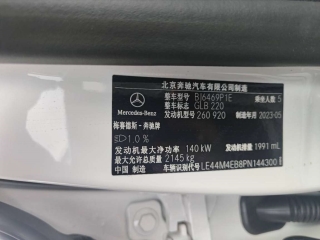 北京奔驰汽车有限公司制造
整车型号 BJ6469P1E 乘坐人数 5
整车标志 GLB 220
发动机型号 260 920 制造年月 2023-05
Mercedes-Benz
梅赛德斯-奔驰牌
1.0%
发动机最大净功率 140 kW 发动机排量 1991 mL
最大允许总质量 2145 kg
中国 制造 车辆识别代号 LE44M4EB8PN144300